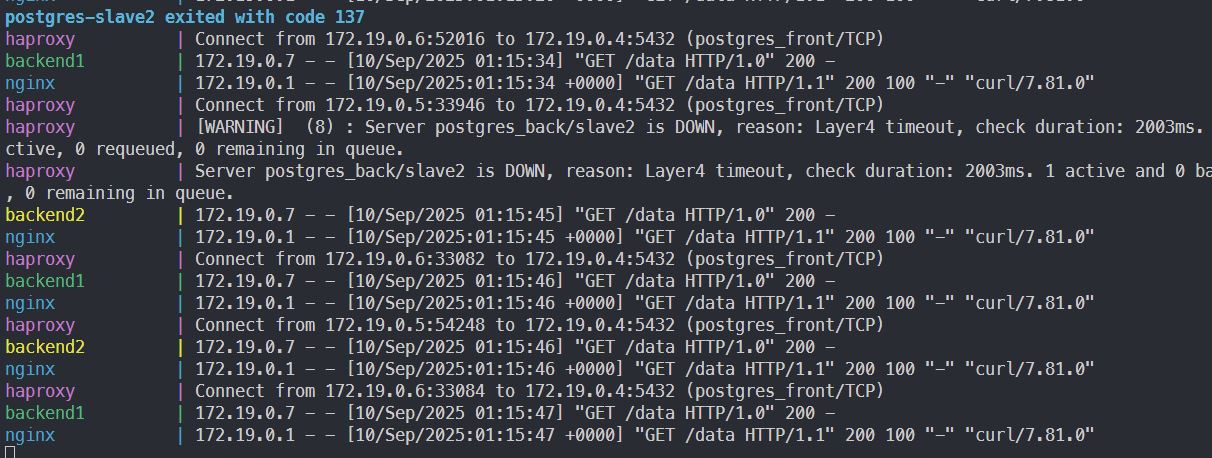 postgres-slave2 exited with code 137
haproxy | Connect from 172.19.0.6:52016 to 172.19.0.4:5432 (postgres_front/TCP)
backend1 | 172.19.0.7 - - [10/Sep/2025 01:15:34] "GET /data HTTP/1.0" 200 -
nginx | 172.19.0.1 - - [10/Sep/2025:01:15:34 +0000] "GET /data HTTP/1.1" 200 100 "-" "curl/7.81.0"
haproxy | Connect from 172.19.0.5:33946 to 172.19.0.4:5432 (postgres_front/TCP)
haproxy | [WARNING] (8) : Server postgres_back/slave2 is DOWN, reason: Layer4 timeout, check duration: 2003ms.
ctive, 0 requeued, 0 remaining in queue.
haproxy | Server postgres_back/slave2 is DOWN, reason: Layer4 timeout, check duration: 2003ms. 1 active and 0 ba
, 0 remaining in queue.
backend2 | 172.19.0.7 - - [10/Sep/2025 01:15:45] "GET /data HTTP/1.0" 200 -
nginx | 172.19.0.1 - - [10/Sep/2025:01:15:45 +0000] "GET /data HTTP/1.1" 200 100 "-" "curl/7.81.0"
haproxy | Connect from 172.19.0.6:33082 to 172.19.0.4:5432 (postgres_front/TCP)
backend1 | 172.19.0.7 - - [10/Sep/2025 01:15:46] "GET /data HTTP/1.0" 200 -
nginx | 172.19.0.1 - - [10/Sep/2025:01:15:46 +0000] "GET /data HTTP/1.1" 200 100 "-" "curl/7.81.0"
haproxy | Connect from 172.19.0.5:54248 to 172.19.0.4:5432 (postgres_front/TCP)
backend2 | 172.19.0.7 - - [10/Sep/2025 01:15:46] "GET /data HTTP/1.0" 200 -
nginx | 172.19.0.1 - - [10/Sep/2025:01:15:46 +0000] "GET /data HTTP/1.1" 200 100 "-" "curl/7.81.0"
haproxy | Connect from 172.19.0.6:33084 to 172.19.0.4:5432 (postgres_front/TCP)
backend1 | 172.19.0.7 - - [10/Sep/2025 01:15:47] "GET /data HTTP/1.0" 200 -
nginx | 172.19.0.1 - - [10/Sep/2025:01:15:47 +0000] "GET /data HTTP/1.1" 200 100 "-" "curl/7.81.0"